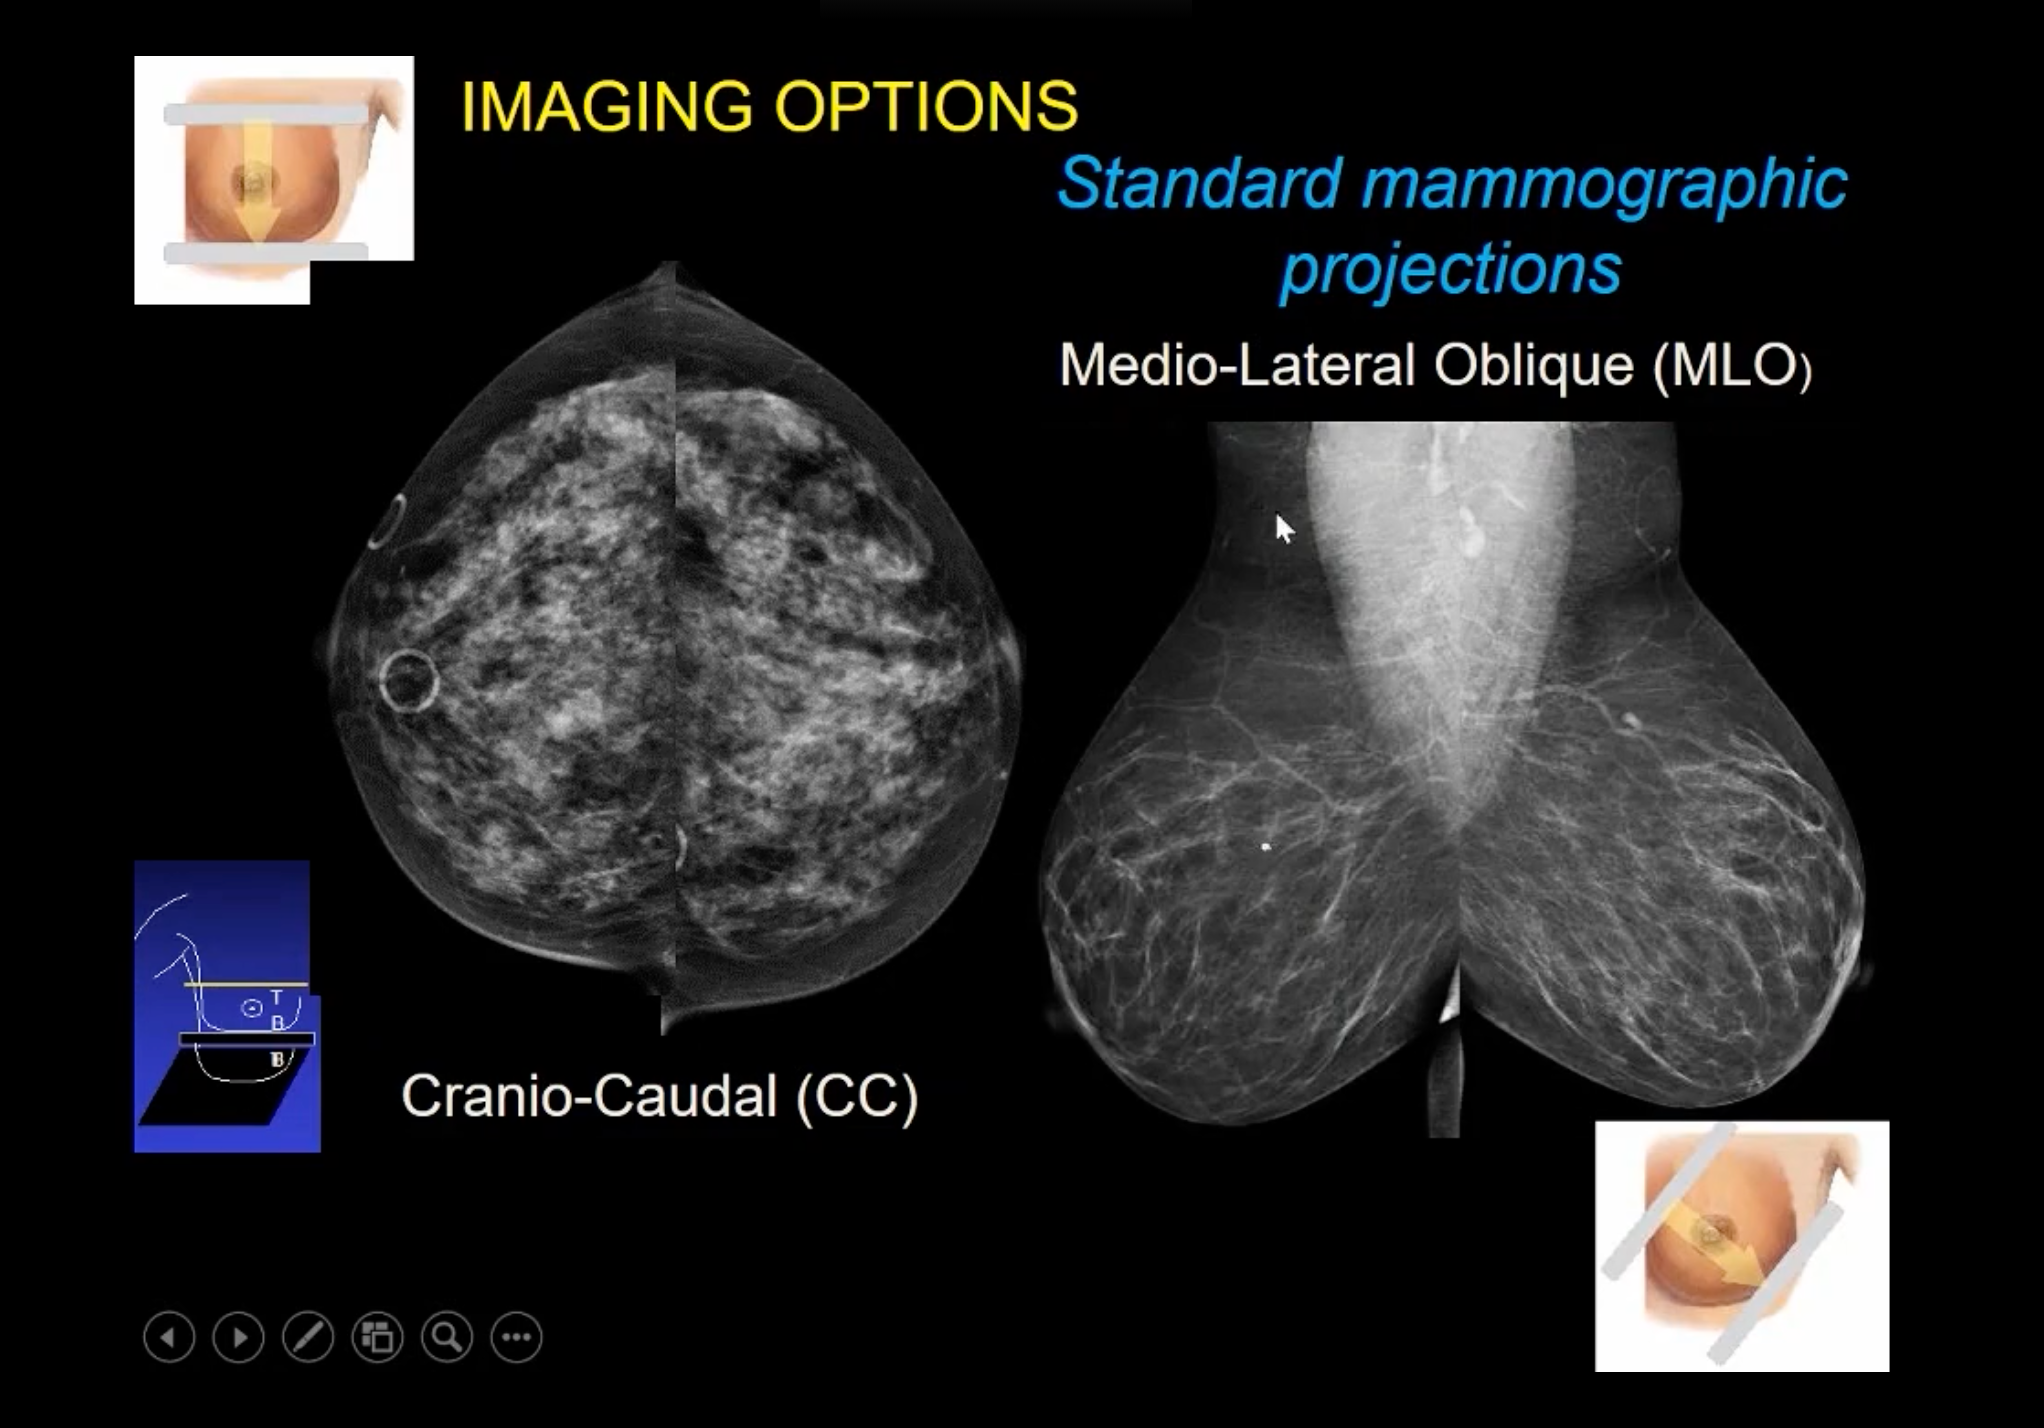 IMAGING OPTIONS
Standard mammographic
projections
Medio-Lateral Oblique (MLO)
T
B
Cranio-Caudal (CC)